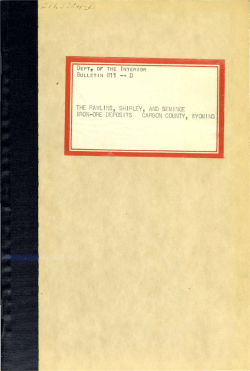 DEPT. OF THE INTERIOR
BULLETIN 811 -- D
THE RAWLINS, SHIRLEY, AND SEMINOE
IRON-ORE DEPOSITS CARBON COUNTY, WYOMING